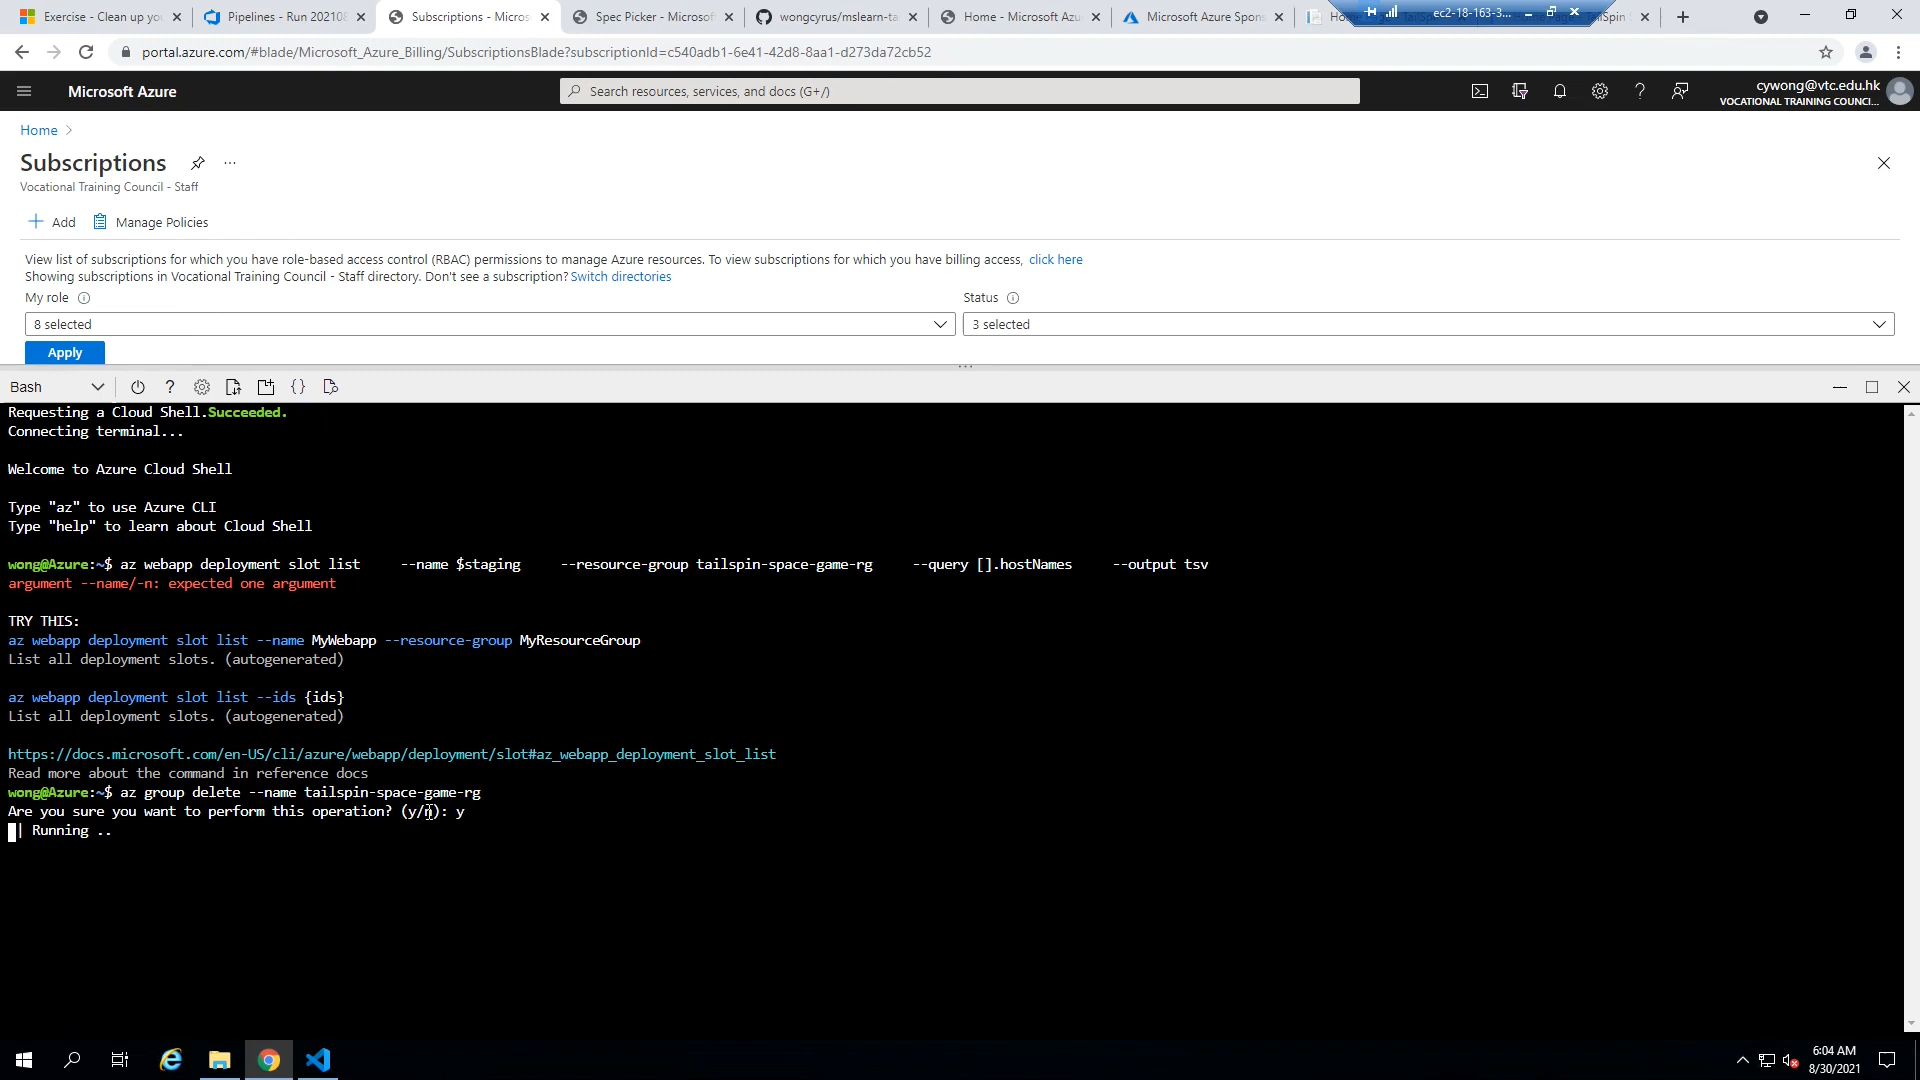 Exercise - Clean up yo
Pipelines - Run 202108
Subscriptions - Micros
Spec Picker - Microsof
wongcyrus/mslearn-ta
Home - Microsoft Azu
Microsoft Azure Spons
ec2-18-163-3...
portal.azure.com/#blade/Microsoft_Azure_Billing/SubscriptionsBlade?subscriptionId=c540adb1-6e41-42d8-8aa1-d273da72cb52
Microsoft Azure
Search resources, services, and docs (G+/)
cywong@vtc.edu.hk
VOCATIONAL TRAINING COUNCI...
Home >
Subscriptions
...
Vocational Training Council - Staff
Add
Manage Policies
View list of subscriptions for which you have role-based access control (RBAC) permissions to manage Azure resources. To view subscriptions for which you have billing access, click here
Showing subscriptions in Vocational Training Council - Staff directory. Don't see a subscription? Switch directories
My role
Status
8 selected
3 selected
Apply
Bash
Requesting a Cloud Shell.Succeeded.
Connecting terminal...
Welcome to Azure Cloud Shell
Type "az" to use Azure CLI
Type "help" to learn about Cloud Shell
wong@Azure:~$ az webapp deployment slot list     --name $staging     --resource-group tailspin-space-game-rg     --query [].hostNames     --output tsv
argument --name/-n: expected one argument
TRY THIS:
az webapp deployment slot list --name MyWebapp --resource-group MyResourceGroup
List all deployment slots. (autogenerated)
az webapp deployment slot list --ids {ids}
List all deployment slots. (autogenerated)
https://docs.microsoft.com/en-US/cli/azure/webapp/deployment/slot#az_webapp_deployment_slot_list
Read more about the command in reference docs
wong@Azure:~$ az group delete --name tailspin-space-game-rg
Are you sure you want to perform this operation? (y/n): y
| Running ..
6:04 AM
8/30/2021